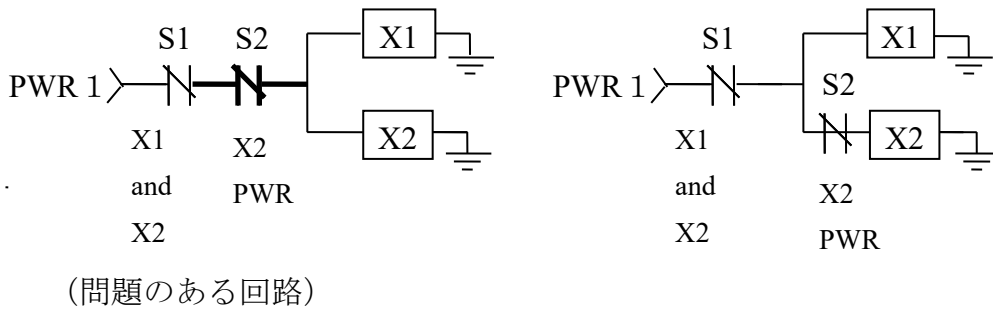 S1 S2 X1
PWR 1
X1
and
X2
X2
PWR
X2
S1 X1
PWR 1
S2
X1
and
X2
X2
X2
PWR
（問題のある回路）